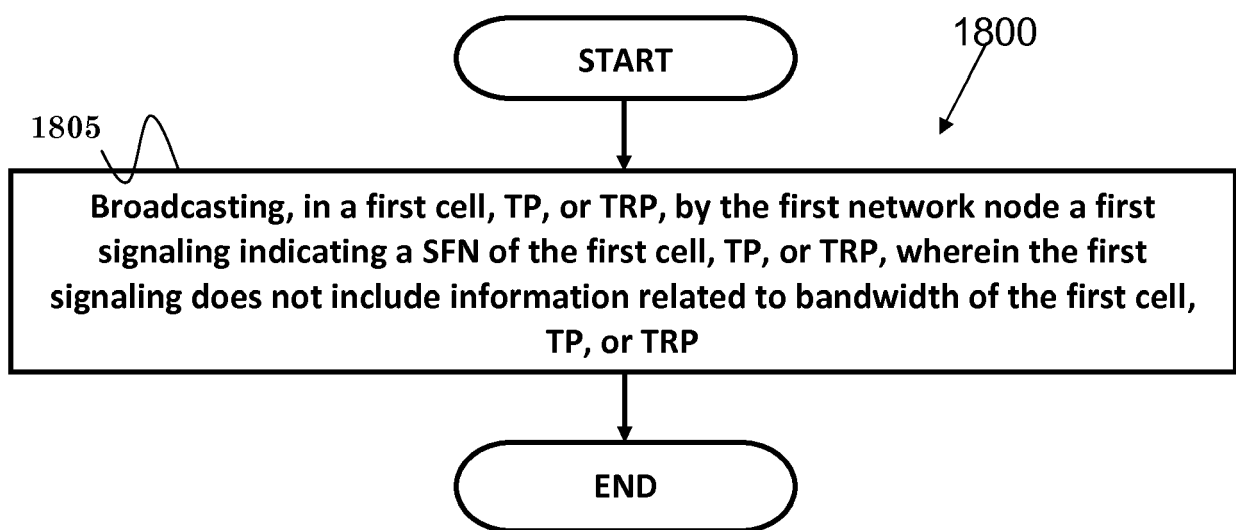 START
1800
1805
Broadcasting, in a first cell, TP, or TRP, by the first network node a first
signaling indicating a SFN of the first cell, TP, or TRP, wherein the first
signaling does not include information related to bandwidth of the first cell,
TP, or TRP
END